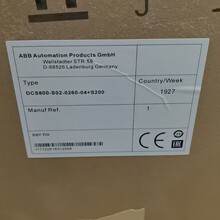 ABB Automation Products GmbH
Wallstadter STR 59
D-68526 Ladenburg Germany
Type
Country/Week
DCS800-S02-0260-04+S200
1927
Manuf Ref.
1
CE
EAC